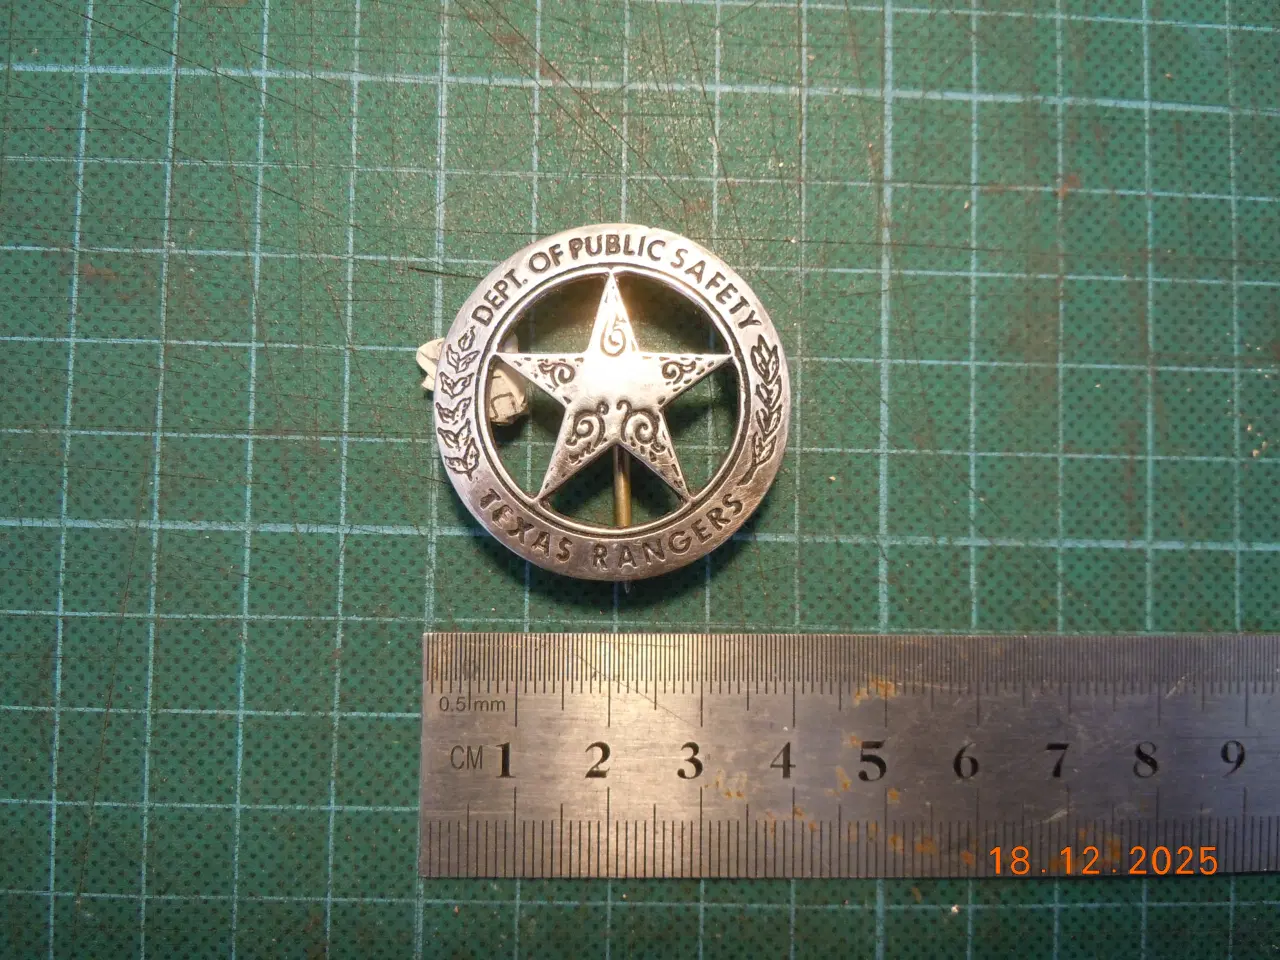 DEPT. OF PUBLIC SAFETY
TEXAS RANGERS
0.5mm
CM 1 2 3 4 5 6 7 8 9
18.12.2025